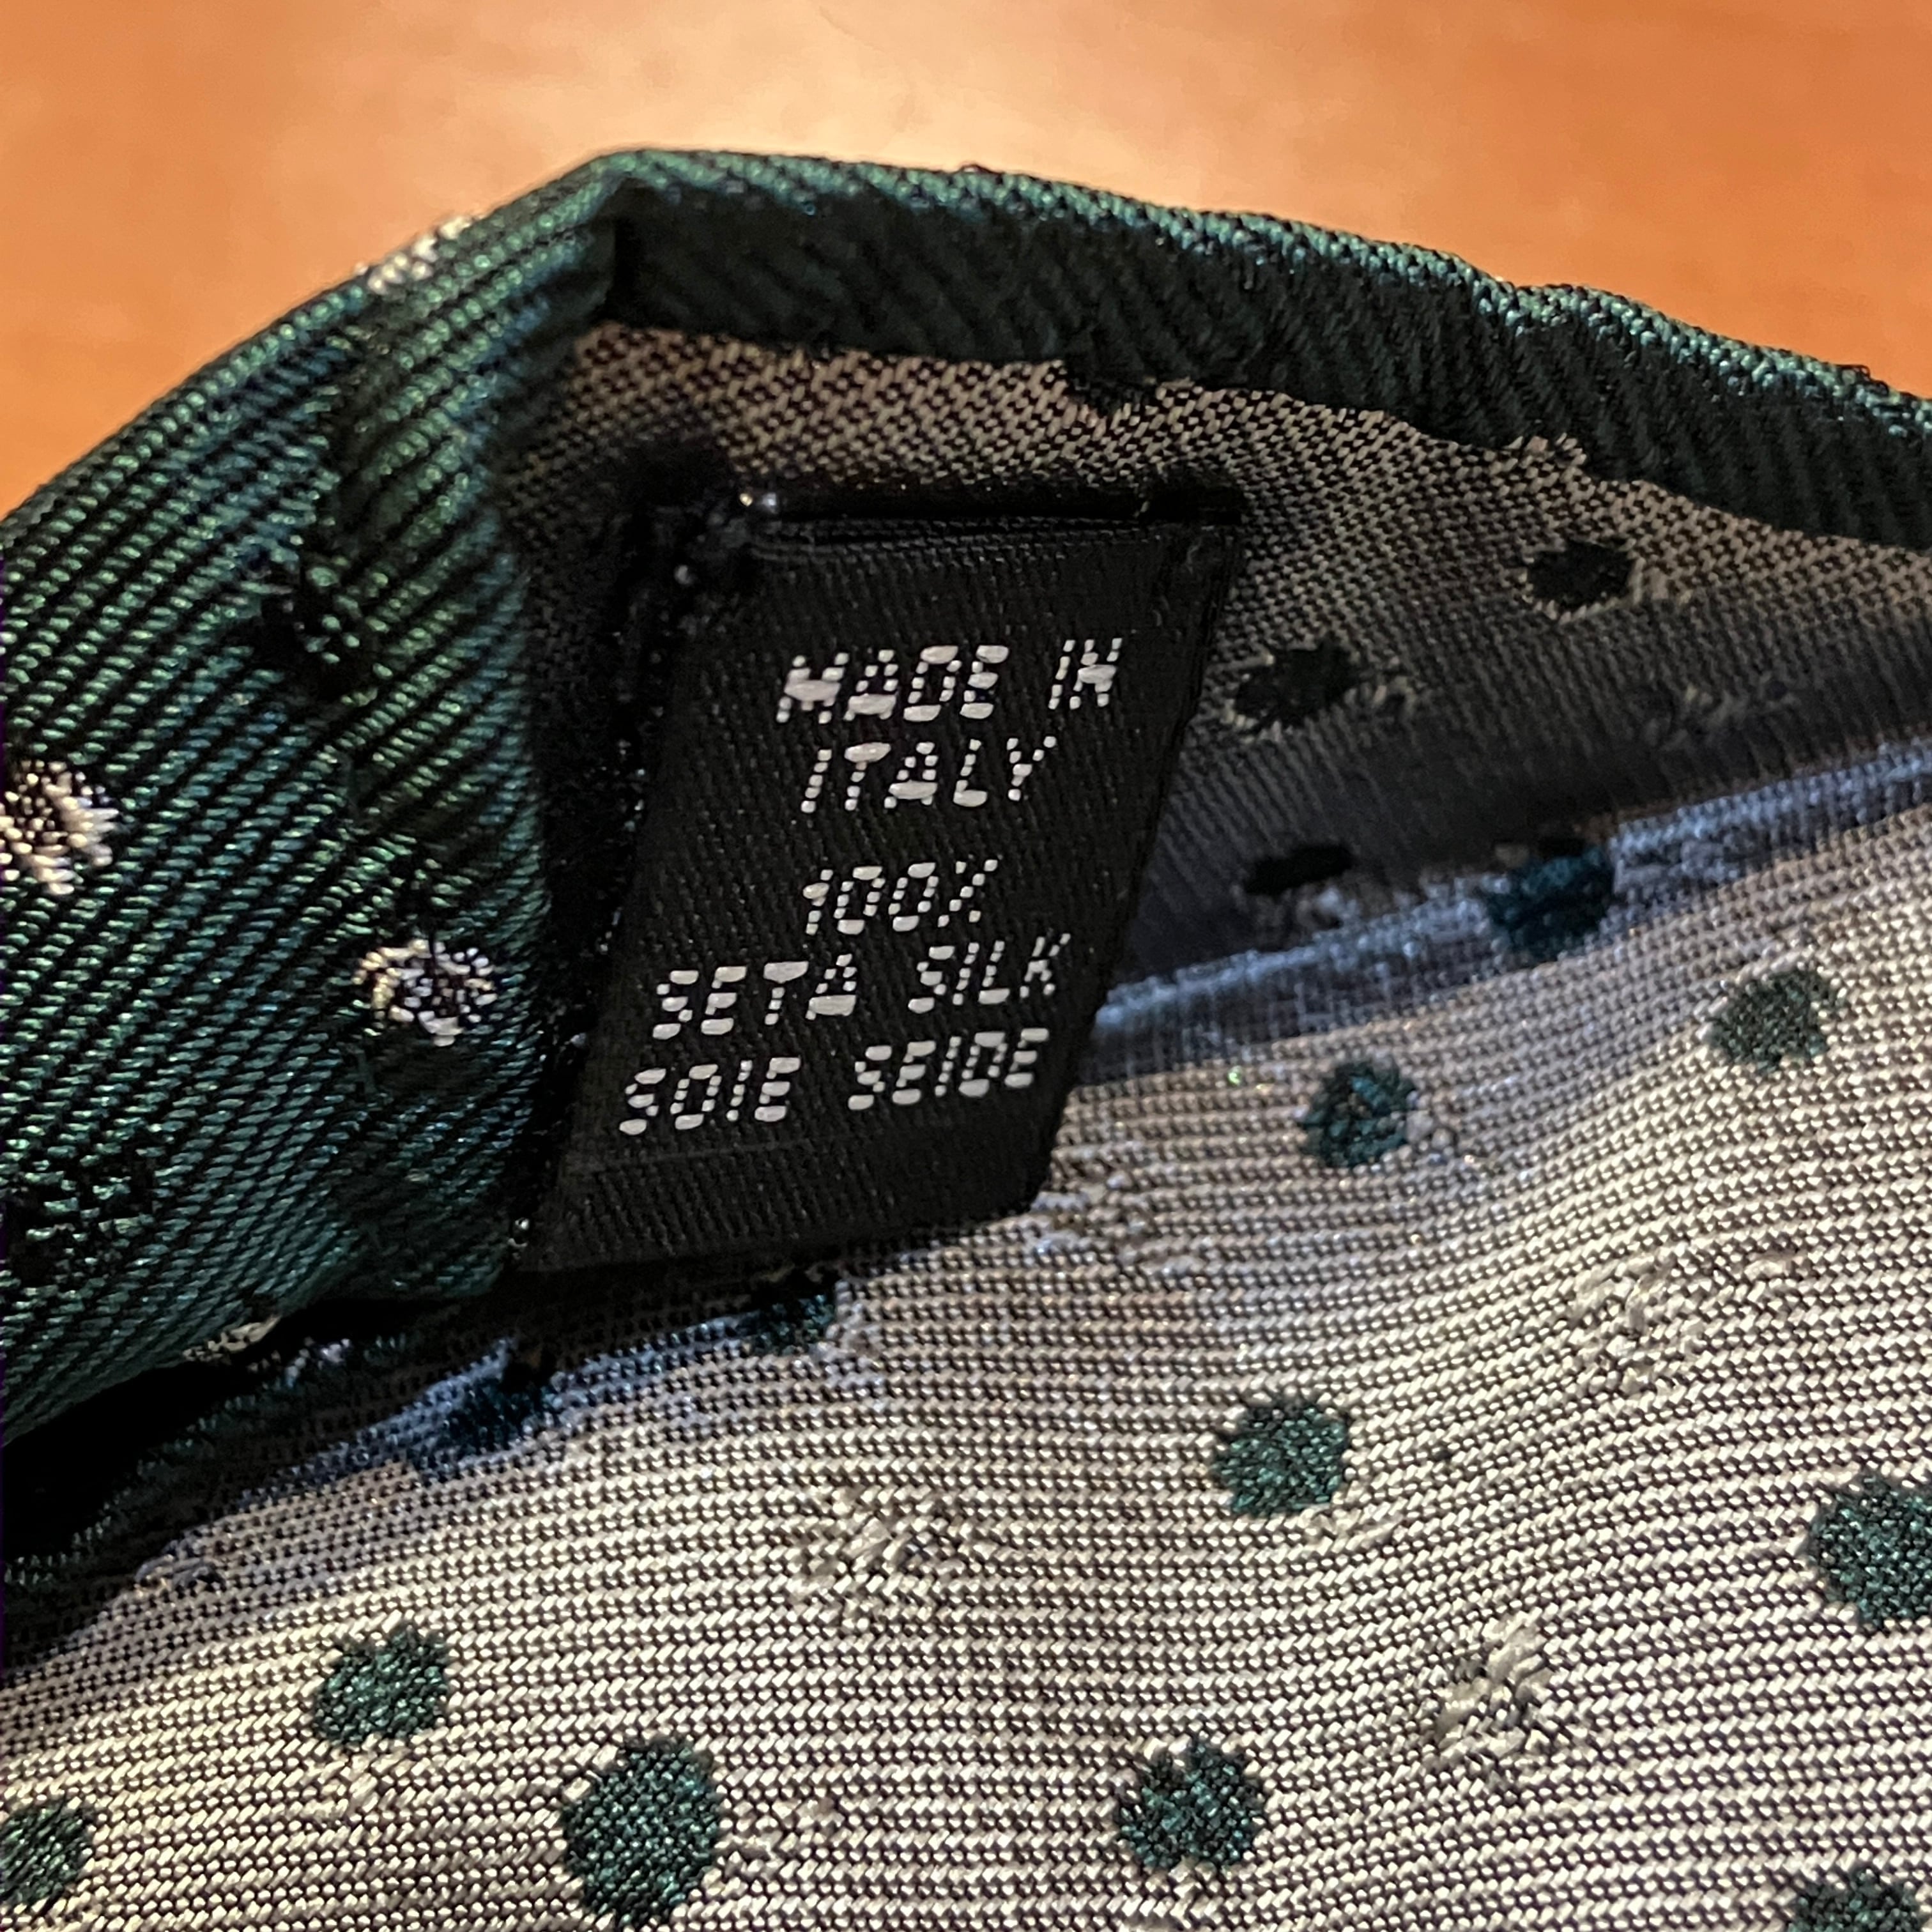 MADE IN
ITALY
100%
SETA SILK
SOIE SEIDE